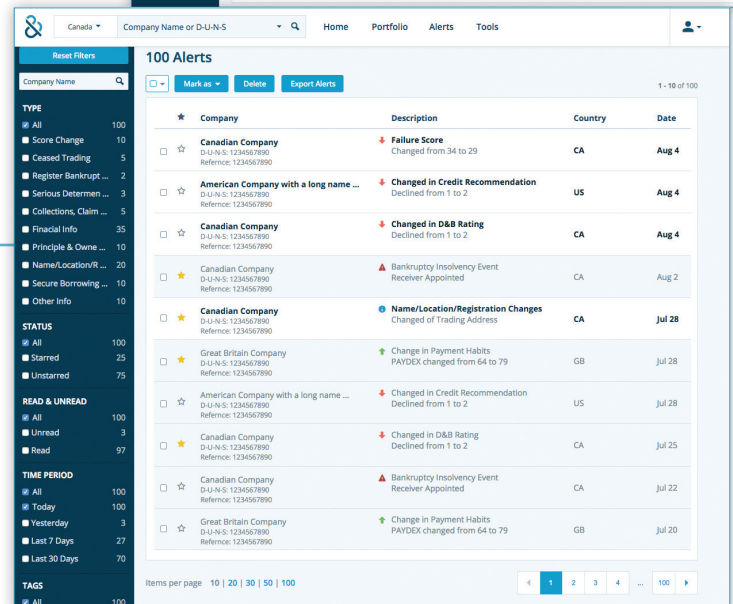 Canada
Company Name or D-U-N-S
Home
Portfolio
Alerts
Tools
Reset Filters
Company Name
TYPE
All 100
Score Change 10
Ceased Trading 5
Register Bankrupt ... 2
Serious Determen ... 3
Collections, Claim ... 5
Finacial Info 35
Principle & Owne ... 10
Name/Location/R ... 20
Secure Borrowing ... 10
Other Info 10
STATUS
All 100
Starred 25
Unstarred 75
READ & UNREAD
All 100
Unread 3
Read 97
TIME PERIOD
All 100
Today 100
Yesterday 3
Last 7 Days 27
Last 30 Days 70
TAGS
All 100
100 Alerts
Mark as
Delete
Export Alerts
1 - 10 of 100
Company Description Country Date
Canadian Company
D-U-N-S: 1234567890
Refernce: 1234567890
Failure Score
Changed from 34 to 29
CA
Aug 4
American Company with a long name ...
D-U-N-S: 1234567890
Refernce: 1234567890
Changed in Credit Recommendation
Declined from 1 to 2
US
Aug 4
Canadian Company
D-U-N-S: 1234567890
Refernce: 1234567890
Changed in D&B Rating
Declined from 1 to 2
CA
Aug 4
Canadian Company
D-U-N-S: 1234567890
Refernce: 1234567890
Bankruptcy Insolvency Event
Receiver Appointed
CA
Aug 2
Canadian Company
D-U-N-S: 1234567890
Refernce: 1234567890
Name/Location/Registration Changes
Changed of Trading Address
CA
Jul 28
Great Britain Company
D-U-N-S: 1234567890
Refernce: 1234567890
Change in Payment Habits
PAYDEX changed from 64 to 79
GB
Jul 28
American Company with a long name ...
D-U-N-S: 1234567890
Refernce: 1234567890
Changed in Credit Recommendation
Declined from 1 to 2
US
Jul 28
Canadian Company
D-U-N-S: 1234567890
Refernce: 1234567890
Changed in D&B Rating
Declined from 1 to 2
CA
Jul 25
Canadian Company
D-U-N-S: 1234567890
Refernce: 1234567890
Bankruptcy Insolvency Event
Receiver Appointed
CA
Jul 22
Great Britain Company
D-U-N-S: 1234567890
Refernce: 1234567890
Change in Payment Habits
PAYDEX changed from 64 to 79
GB
Jul 20
Items per page 10 | 20 | 30 | 50 | 100
1 2 3 4 ... 100